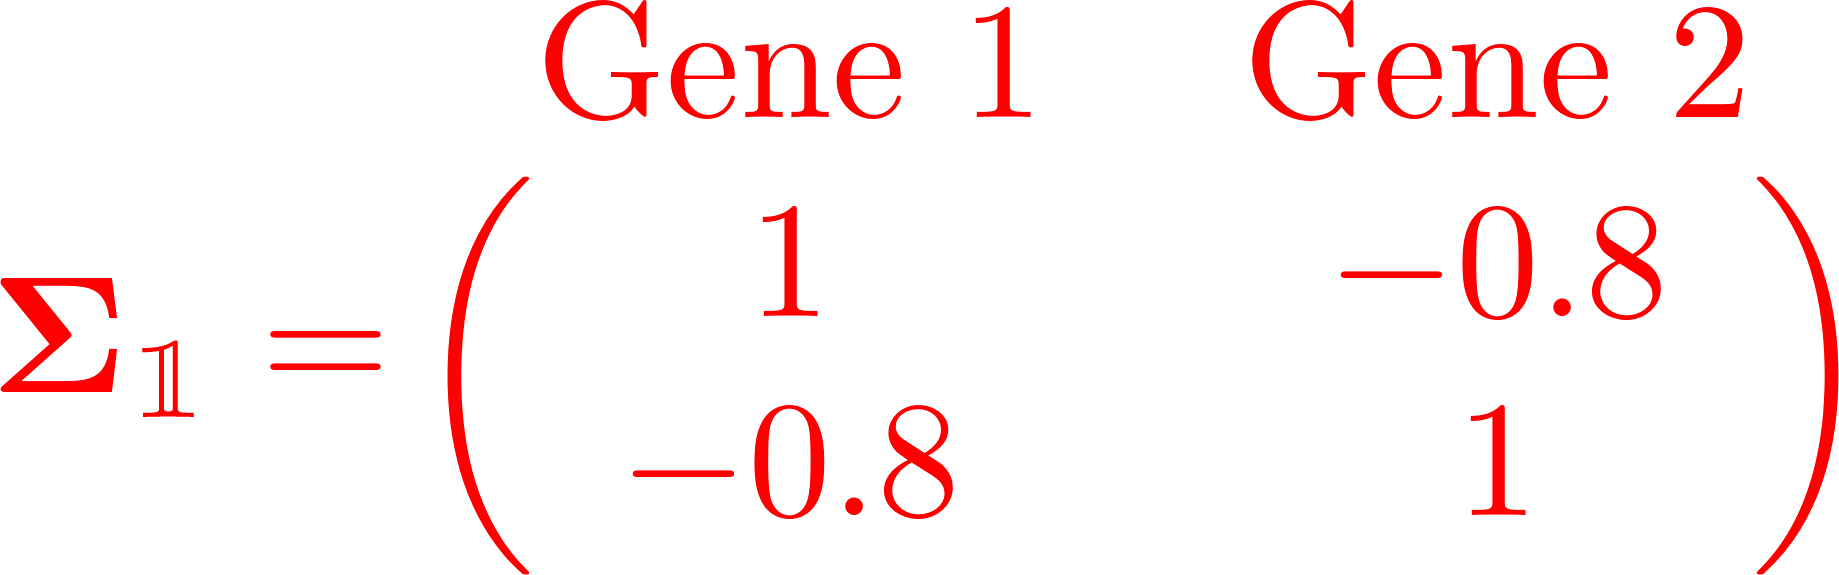 Gene 1 Gene 2
1 −0.8
𝚺𝟙 = ( )
−0.8 1